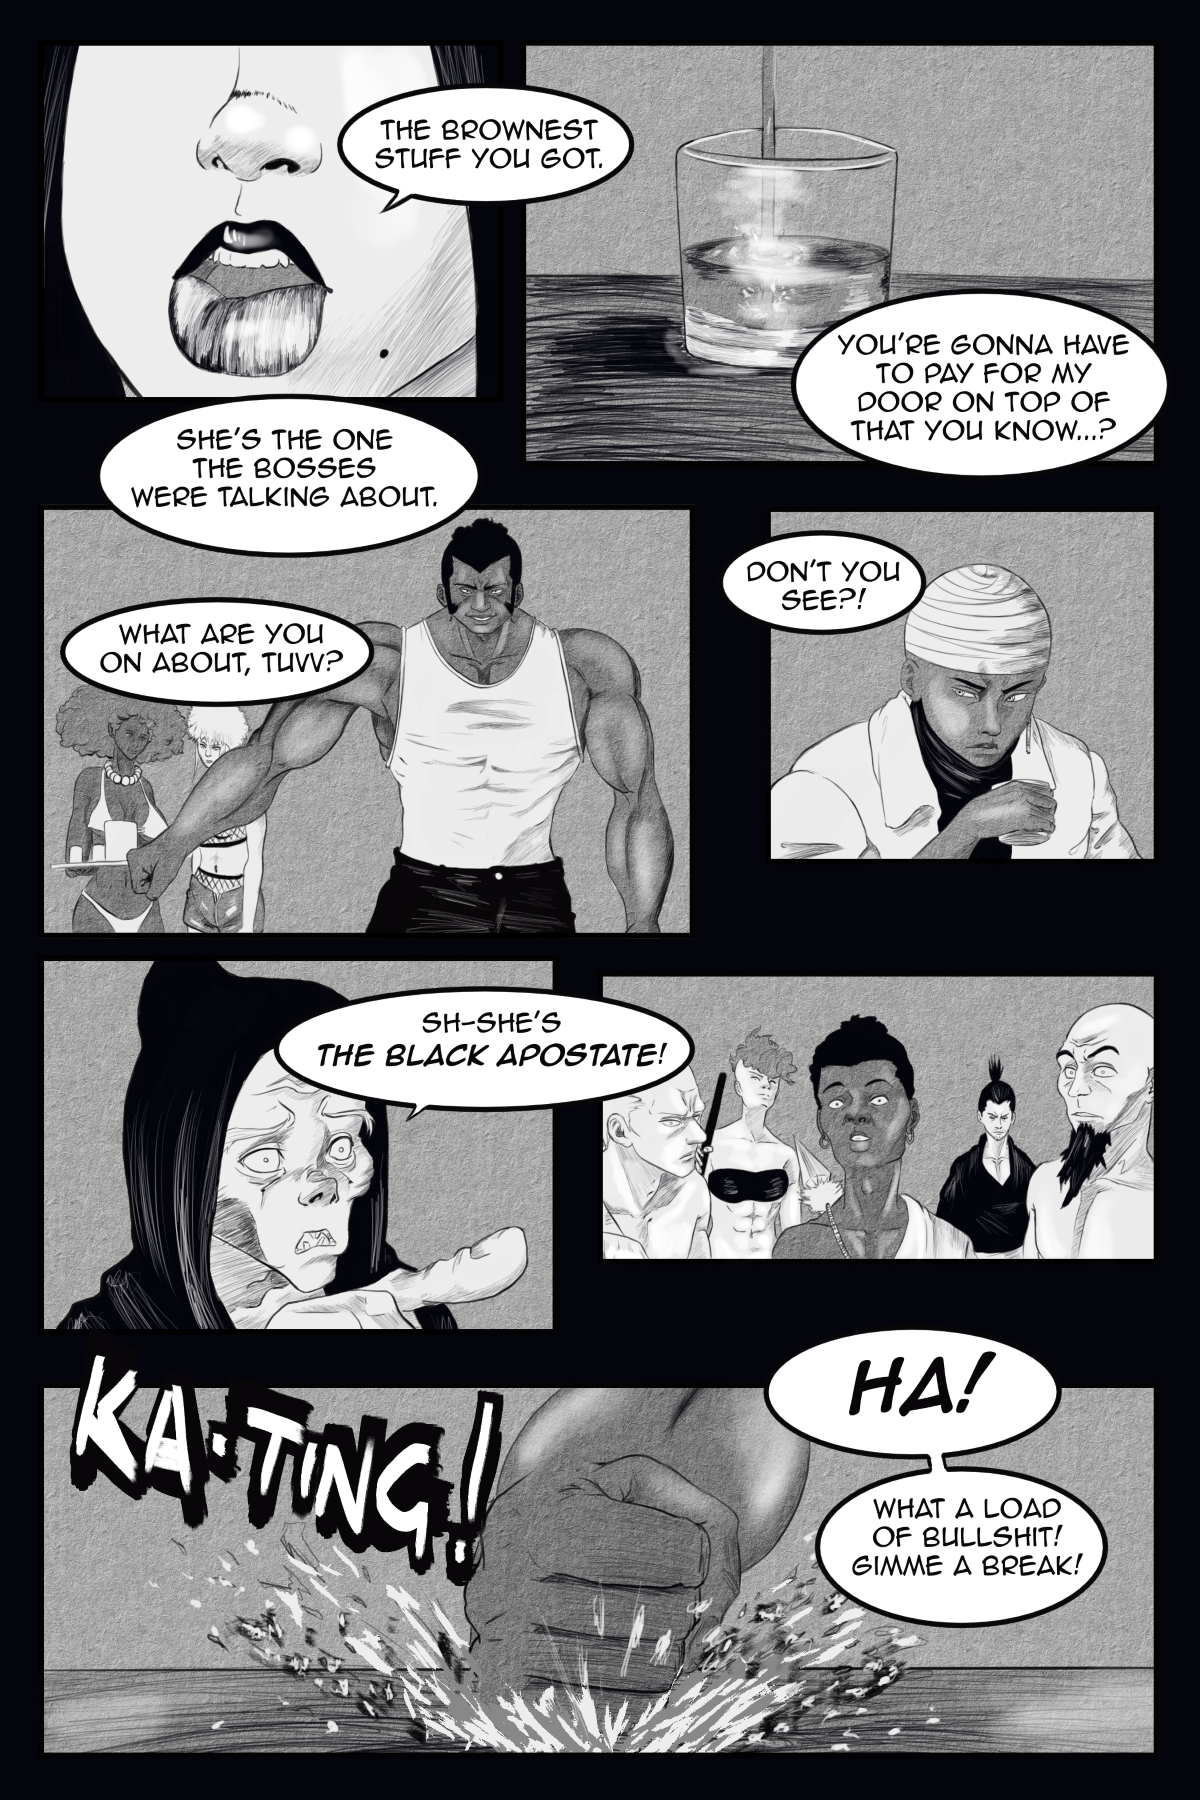 THE BROWNEST
STUFF YOU GOT.
YOU'RE GONNA HAVE
TO PAY FOR MY
DOOR ON TOP OF
THAT YOU KNOW...?
SHE'S THE ONE
THE BOSSES
WERE TALKING ABOUT.
WHAT ARE YOU
ON ABOUT, TUVV?
DON'T YOU
SEE?!
SH-SHE'S
THE BLACK APOSTATE!
KA-TING!
HA!
WHAT A LOAD
OF BULLSHIT!
GIMME A BREAK!